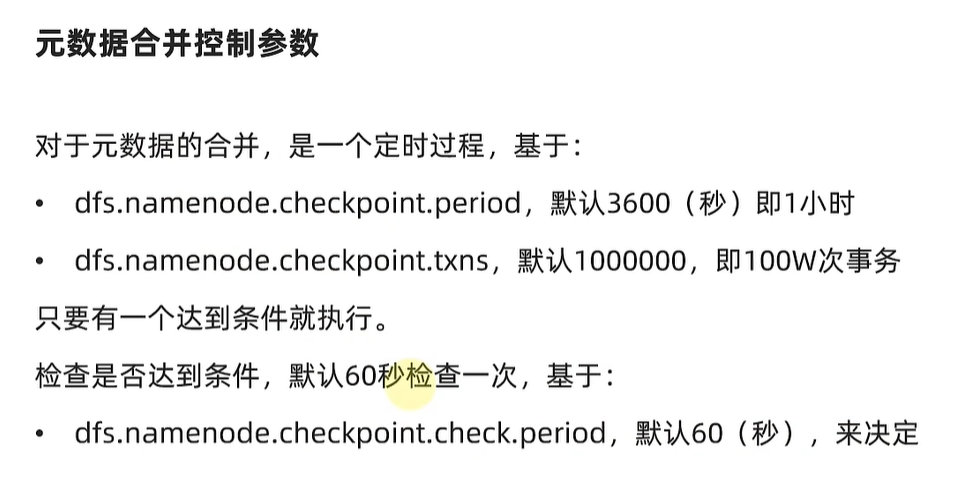 元数据合并控制参数
对于元数据的合并，是一个定时过程，基于：
• dfs.namenode.checkpoint.period，默认3600（秒）即1小时
• dfs.namenode.checkpoint.txns，默认1000000，即100W次事务
只要有一个达到条件就执行。
检查是否达到条件，默认60秒检查一次，基于：
• dfs.namenode.checkpoint.check.period，默认60（秒），来决定